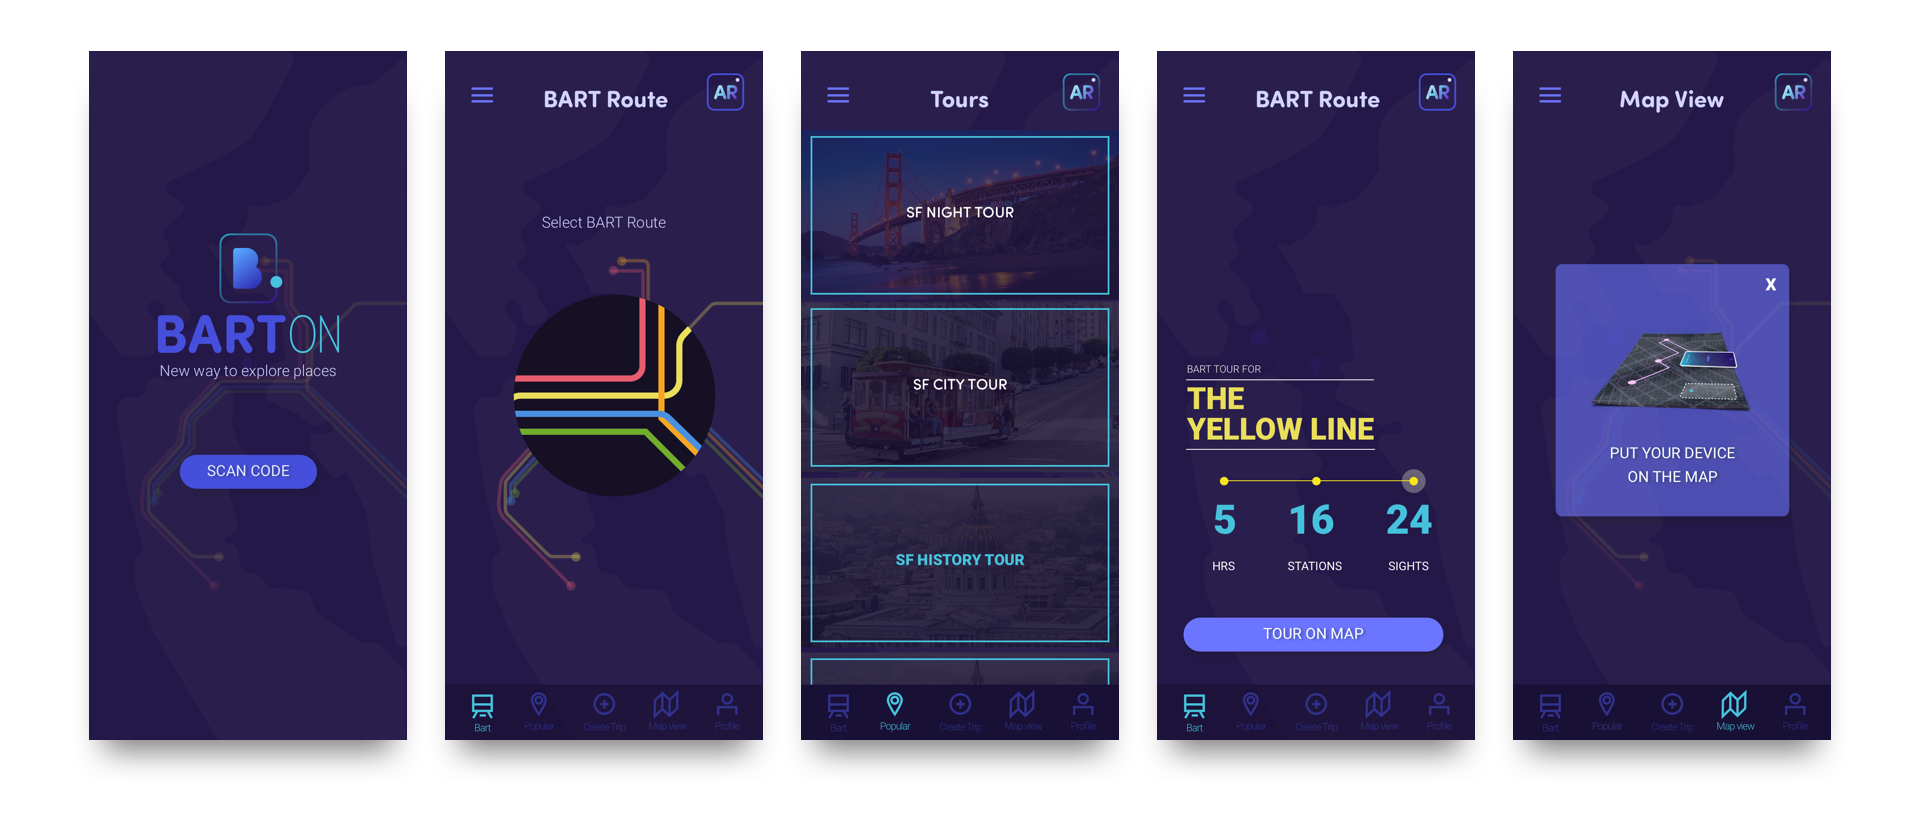 B
BARTON
New way to explore places
SCAN CODE
BART Route
AR
Select BART Route
Bart
Popular
Create Trip
Map view
Profile
Tours
AR
SF NIGHT TOUR
SF CITY TOUR
SF HISTORY TOUR
Bart
Popular
Create Trip
Map view
Profile
BART Route
AR
BART TOUR FOR
THE
YELLOW LINE
5 16 24
HRS STATIONS SIGHTS
TOUR ON MAP
Bart
Popular
Create Trip
Map view
Profile
Map View
AR
X
PUT YOUR DEVICE
ON THE MAP
Bart
Popular
Create Trip
Map view
Profile